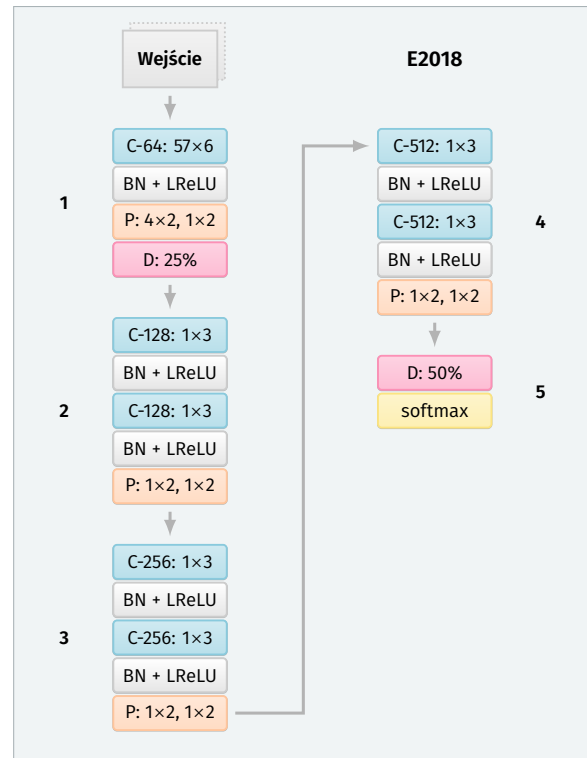 Wejście
E2018
1
C-64: 57×6
BN + LReLU
P: 4×2, 1×2
D: 25%
2
C-128: 1×3
BN + LReLU
C-128: 1×3
BN + LReLU
P: 1×2, 1×2
3
C-256: 1×3
BN + LReLU
C-256: 1×3
BN + LReLU
P: 1×2, 1×2
C-512: 1×3
BN + LReLU
C-512: 1×3
BN + LReLU
P: 1×2, 1×2
4
D: 50%
softmax
5